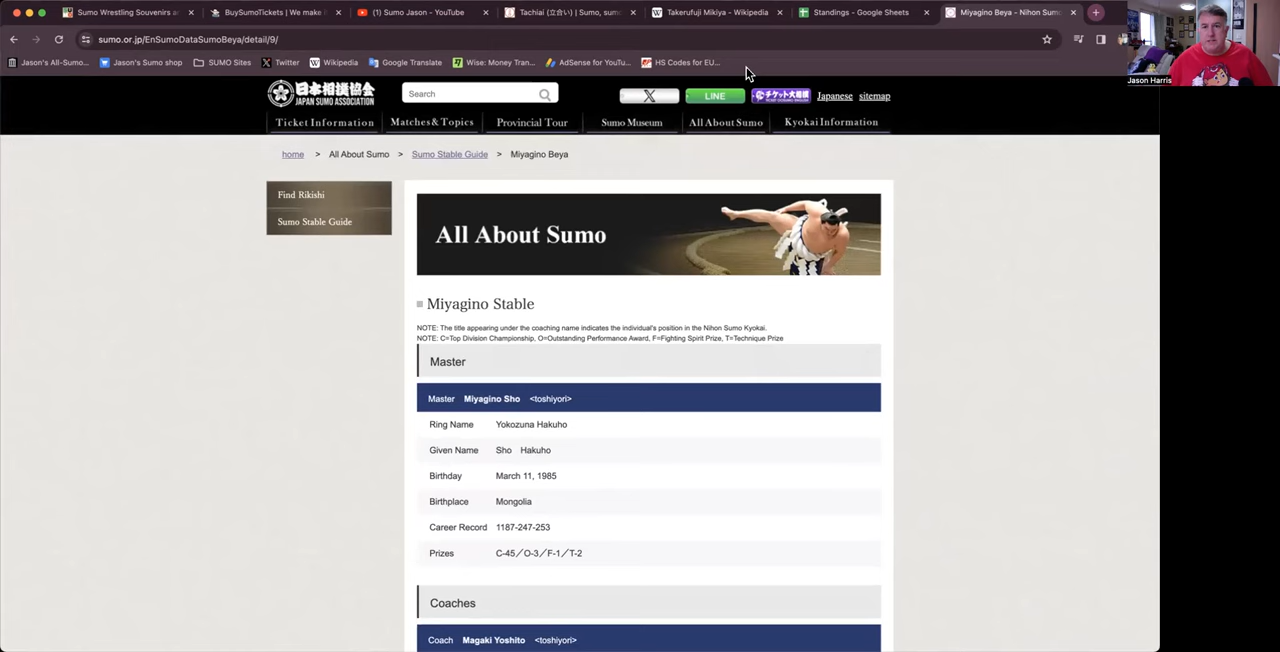 Sumo Wrestling Souvenirs a
BuySumoTickets | We make i
(1) Sumo Jason - YouTube
Tachiai (立合い) | Sumo, sumo
Takerufuji Mikiya - Wikipedia
Standings - Google Sheets
Miyagino Beya - Nihon Sumo
sumo.or.jp/EnSumoDataSumoBeya/detail/9/
Jason's All-Sumo...
Jason's Sumo shop
SUMO Sites
Twitter
Wikipedia
Google Translate
Wise: Money Tran...
AdSense for YouTu...
HS Codes for EU...
Jason Harris
日本相撲協会
JAPAN SUMO ASSOCIATION
Search
X
LINE
チケット大相撲
Japanese
sitemap
Ticket Information
Matches & Topics
Provincial Tour
Sumo Museum
All About Sumo
Kyokai Information
home > All About Sumo > Sumo Stable Guide > Miyagino Beya
Find Rikishi
Sumo Stable Guide
All About Sumo
Miyagino Stable
NOTE: The title appearing under the coaching name indicates the individual's position in the Nihon Sumo Kyokai.
NOTE: C=Top Division Championship, O=Outstanding Performance Award, F=Fighting Spirit Prize, T=Technique Prize
Master
Master Miyagino Sho <toshiyori>
Ring Name Yokozuna Hakuho
Given Name Sho Hakuho
Birthday March 11, 1985
Birthplace Mongolia
Career Record 1187-247-253
Prizes C-45／O-3／F-1／T-2
Coaches
Coach Magaki Yoshito <toshiyori>